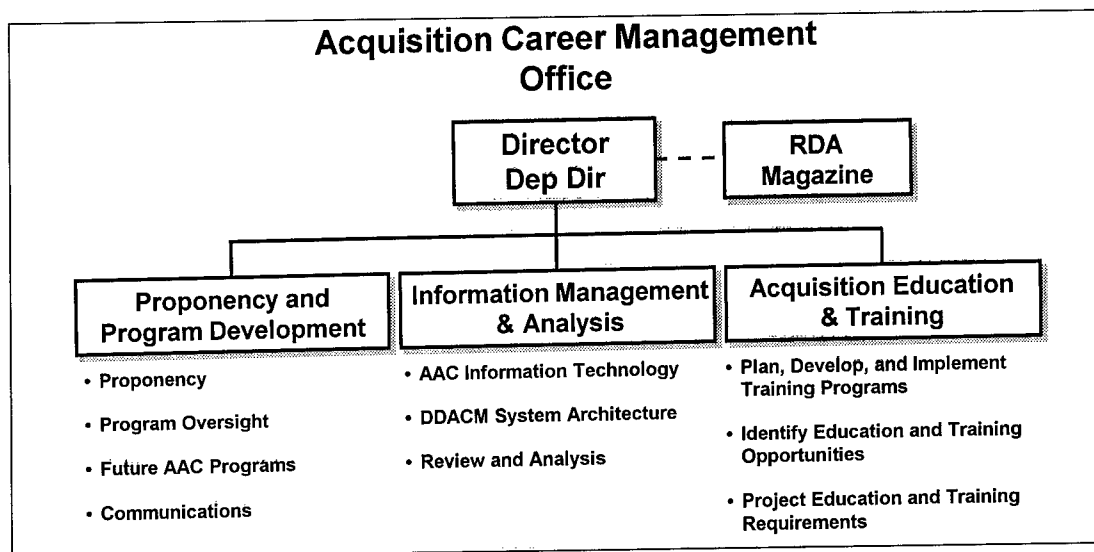 Acquisition Career Management
Office
Director
Dep Dir
RDA
Magazine
Proponency and
Program Development
• Proponency
• Program Oversight
• Future AAC Programs
• Communications
Information Management
& Analysis
• AAC Information Technology
• DDACM System Architecture
• Review and Analysis
Acquisition Education
& Training
• Plan, Develop, and Implement
Training Programs
• Identify Education and Training
Opportunities
• Project Education and Training
Requirements